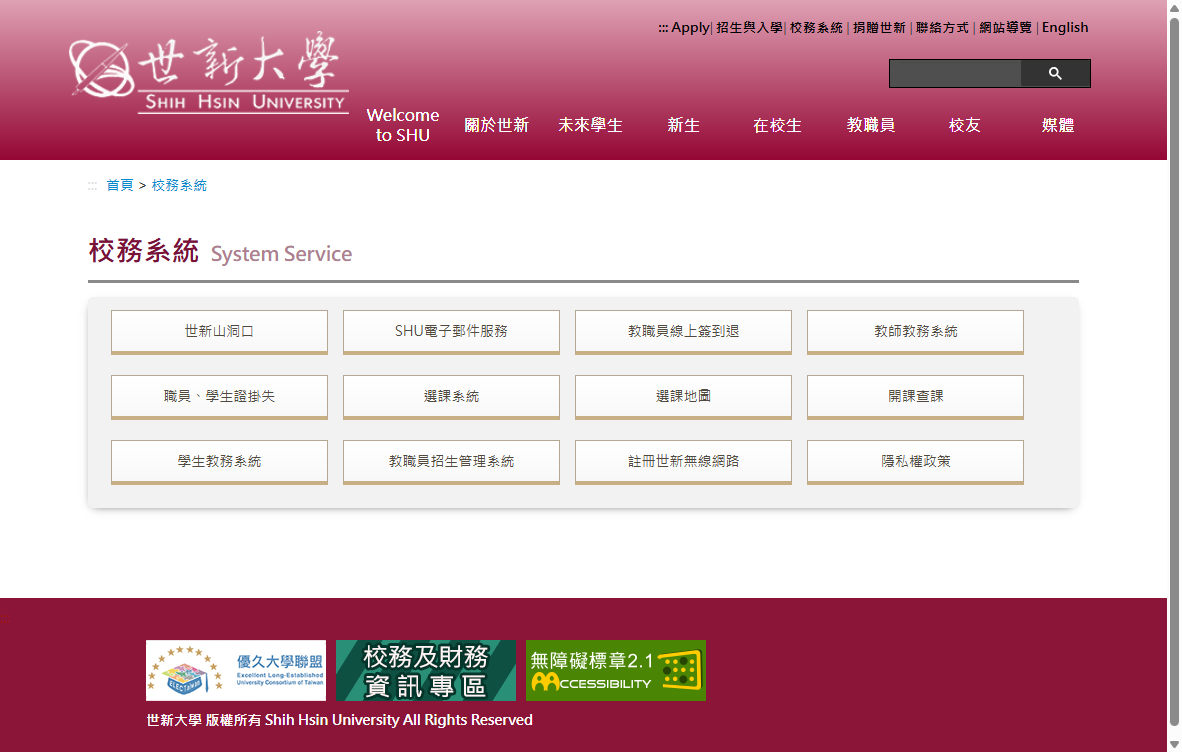 ::: Apply| 招生與入學| 校務系統 | 捐贈世新 | 聯絡方式 | 網站導覽 | English
世新大學
SHIH HSIN UNIVERSITY
Welcome to SHU
關於世新
未來學生
新生
在校生
教職員
校友
媒體
::: 首頁 > 校務系統
校務系統 System Service
世新山洞口
SHU電子郵件服務
教職員線上簽到退
教師教務系統
職員、學生證掛失
選課系統
選課地圖
開課查課
學生教務系統
教職員招生管理系統
註冊世新無線網路
隱私權政策
:::
優久大學聯盟
Excellent Long-Established
University Consortium of Taiwan
ELECTAIWAN
校務及財務
資訊專區
無障礙標章2.1
ACCESSIBILITY
世新大學 版權所有 Shih Hsin University All Rights Reserved